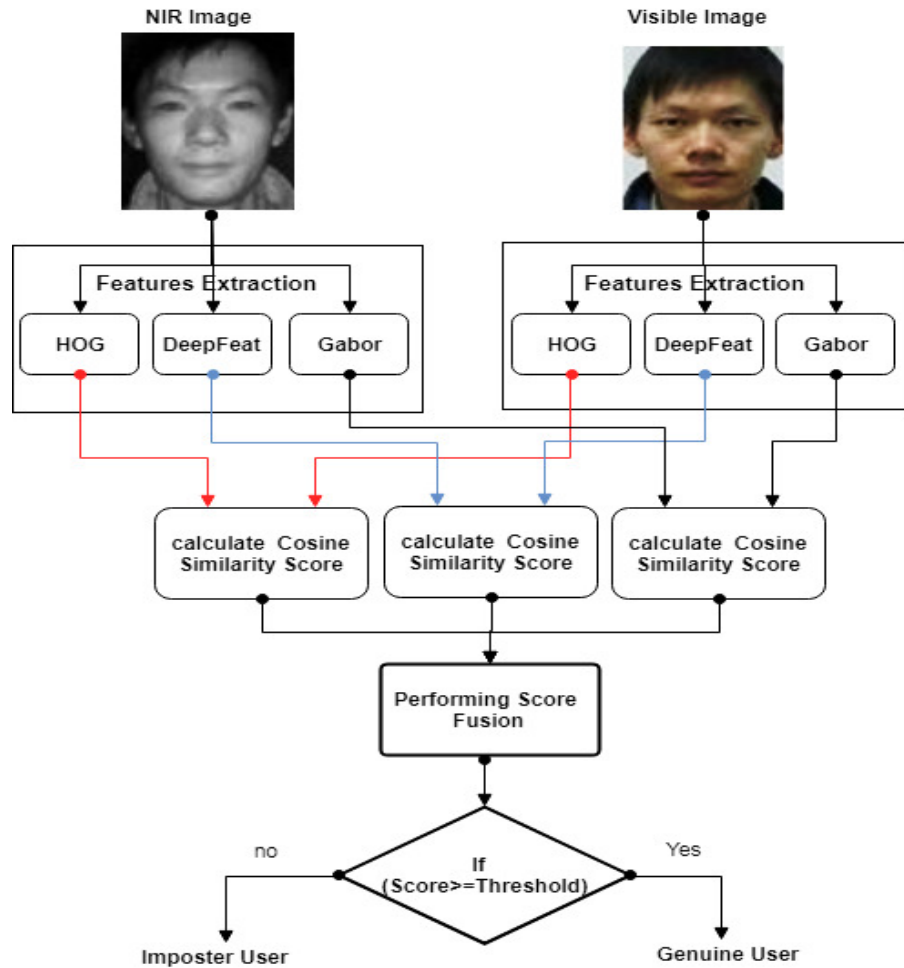 NIR Image
Visible Image
Features Extraction
HOG
DeepFeat
Gabor
Features Extraction
HOG
DeepFeat
Gabor
calculate Cosine
Similarity Score
calculate Cosine
Similarity Score
calculate Cosine
Similarity Score
Performing Score
Fusion
If
(Score>=Threshold)
no
Yes
Imposter User
Genuine User